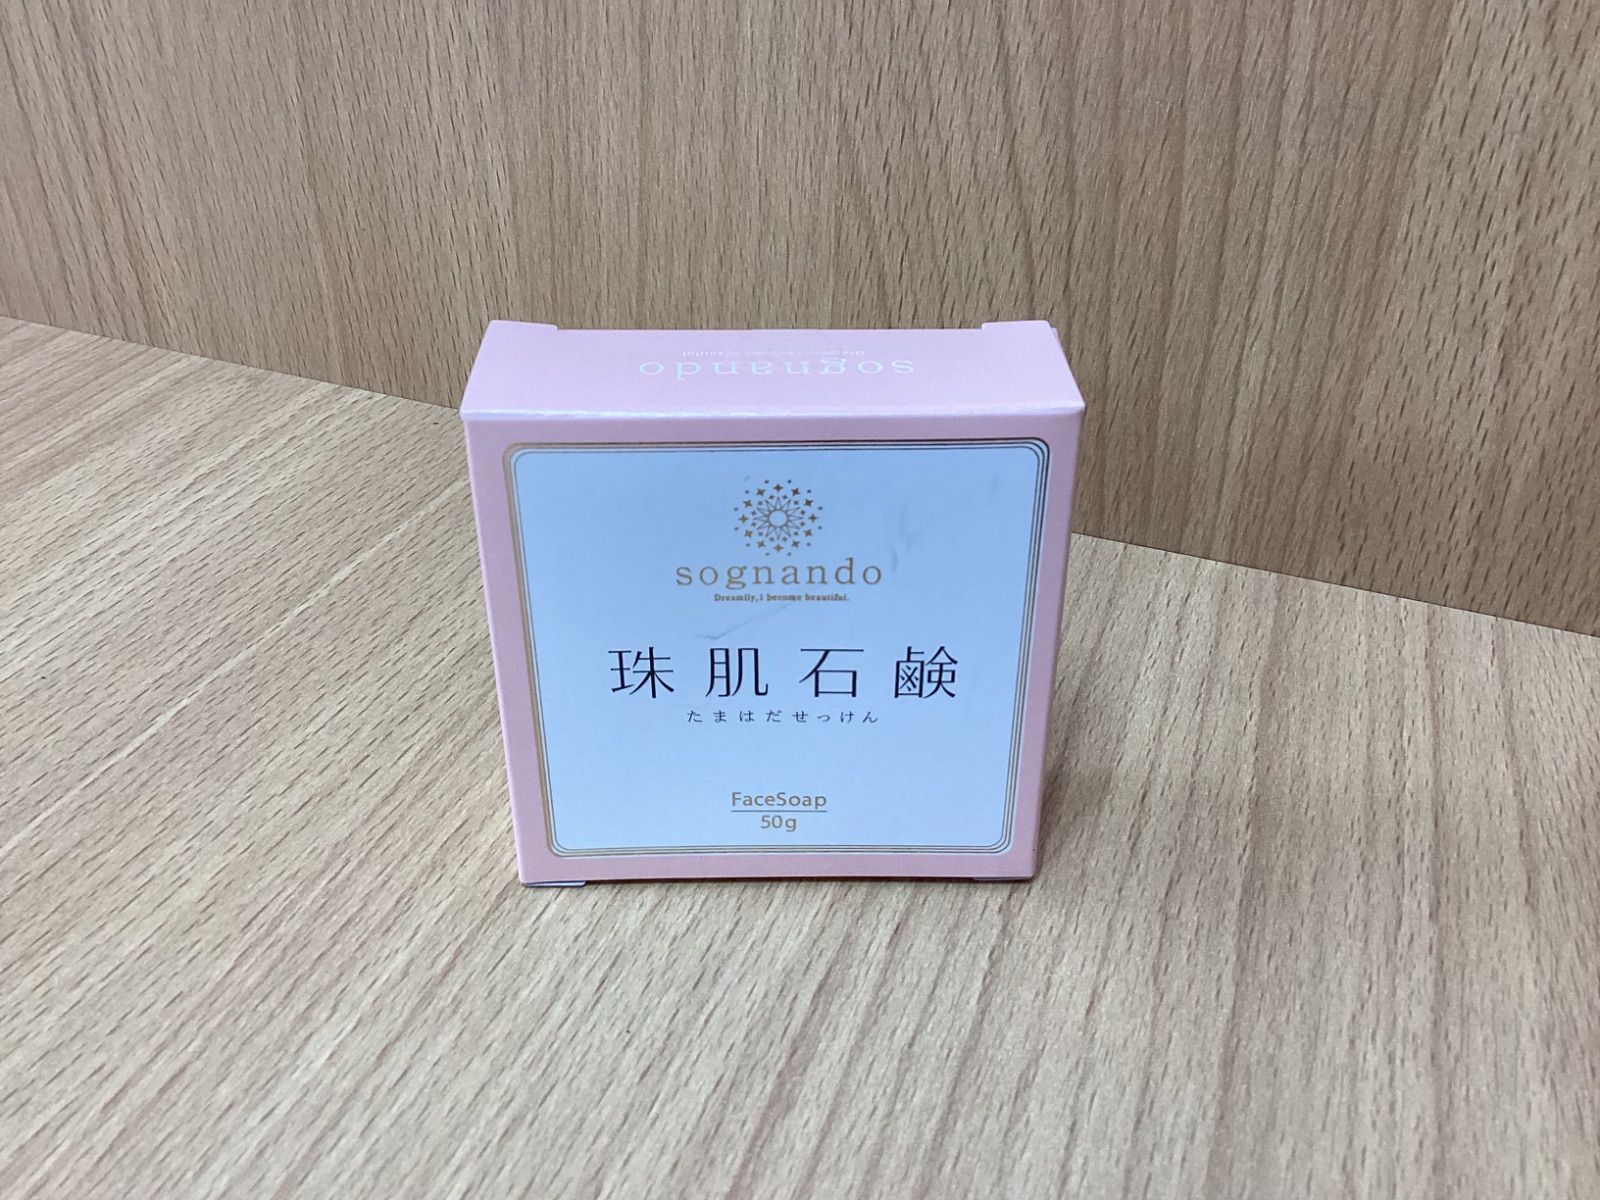 sognando
sognando
Dreamily, I become beautiful.
珠肌石鹸
たまはだせっけん
FaceSoap
50g